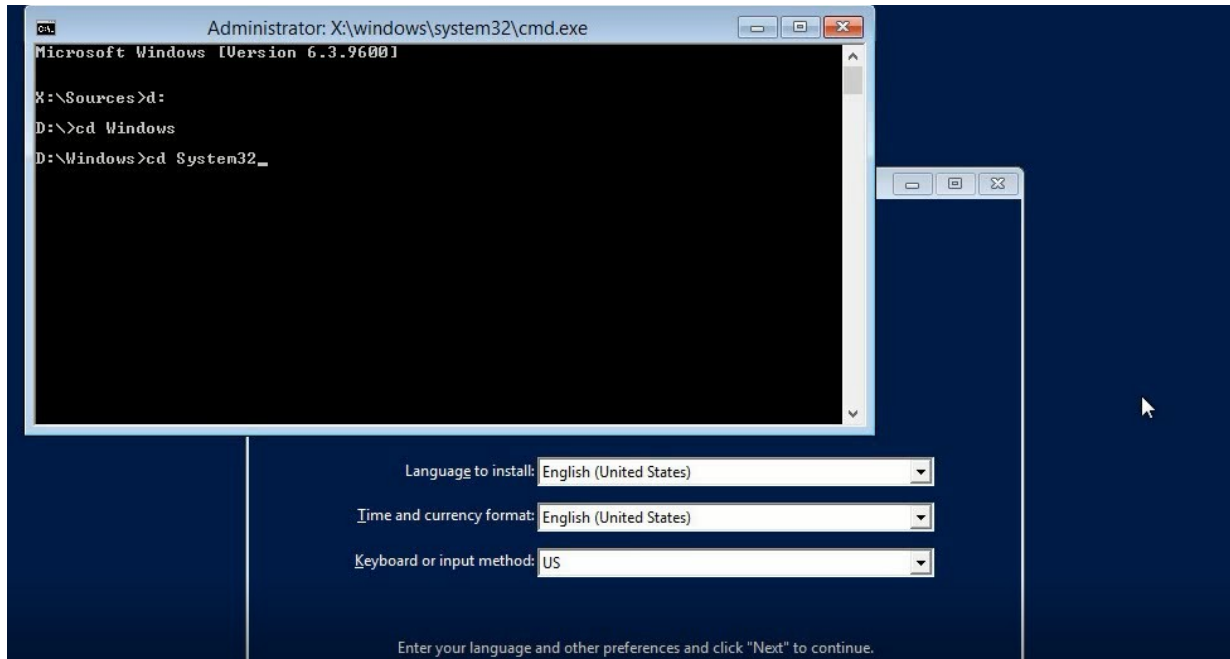 Administrator: X:\windows\system32\cmd.exe
Microsoft Windows [Version 6.3.9600]
X:\Sources>d:
D:\>cd Windows
D:\Windows>cd System32_
Language to install: English (United States)
Time and currency format: English (United States)
Keyboard or input method: US
Enter your language and other preferences and click "Next" to continue.